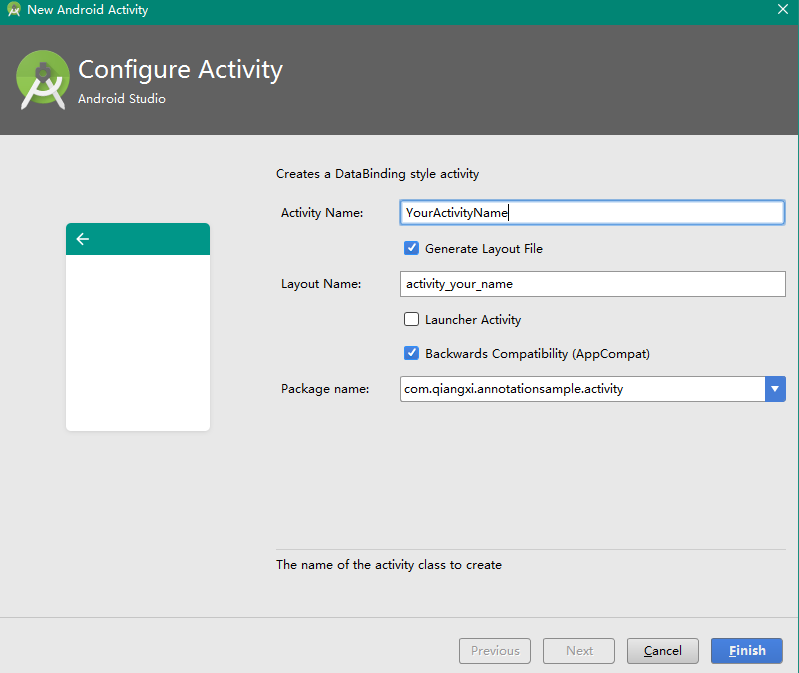 New Android Activity
Configure Activity
Android Studio
Creates a DataBinding style activity
Activity Name:
YourActivityName
Generate Layout File
Layout Name:
activity_your_name
Launcher Activity
Backwards Compatibility (AppCompat)
Package name:
com.qiangxi.annotationsample.activity
The name of the activity class to create
Previous
Next
Cancel
Finish